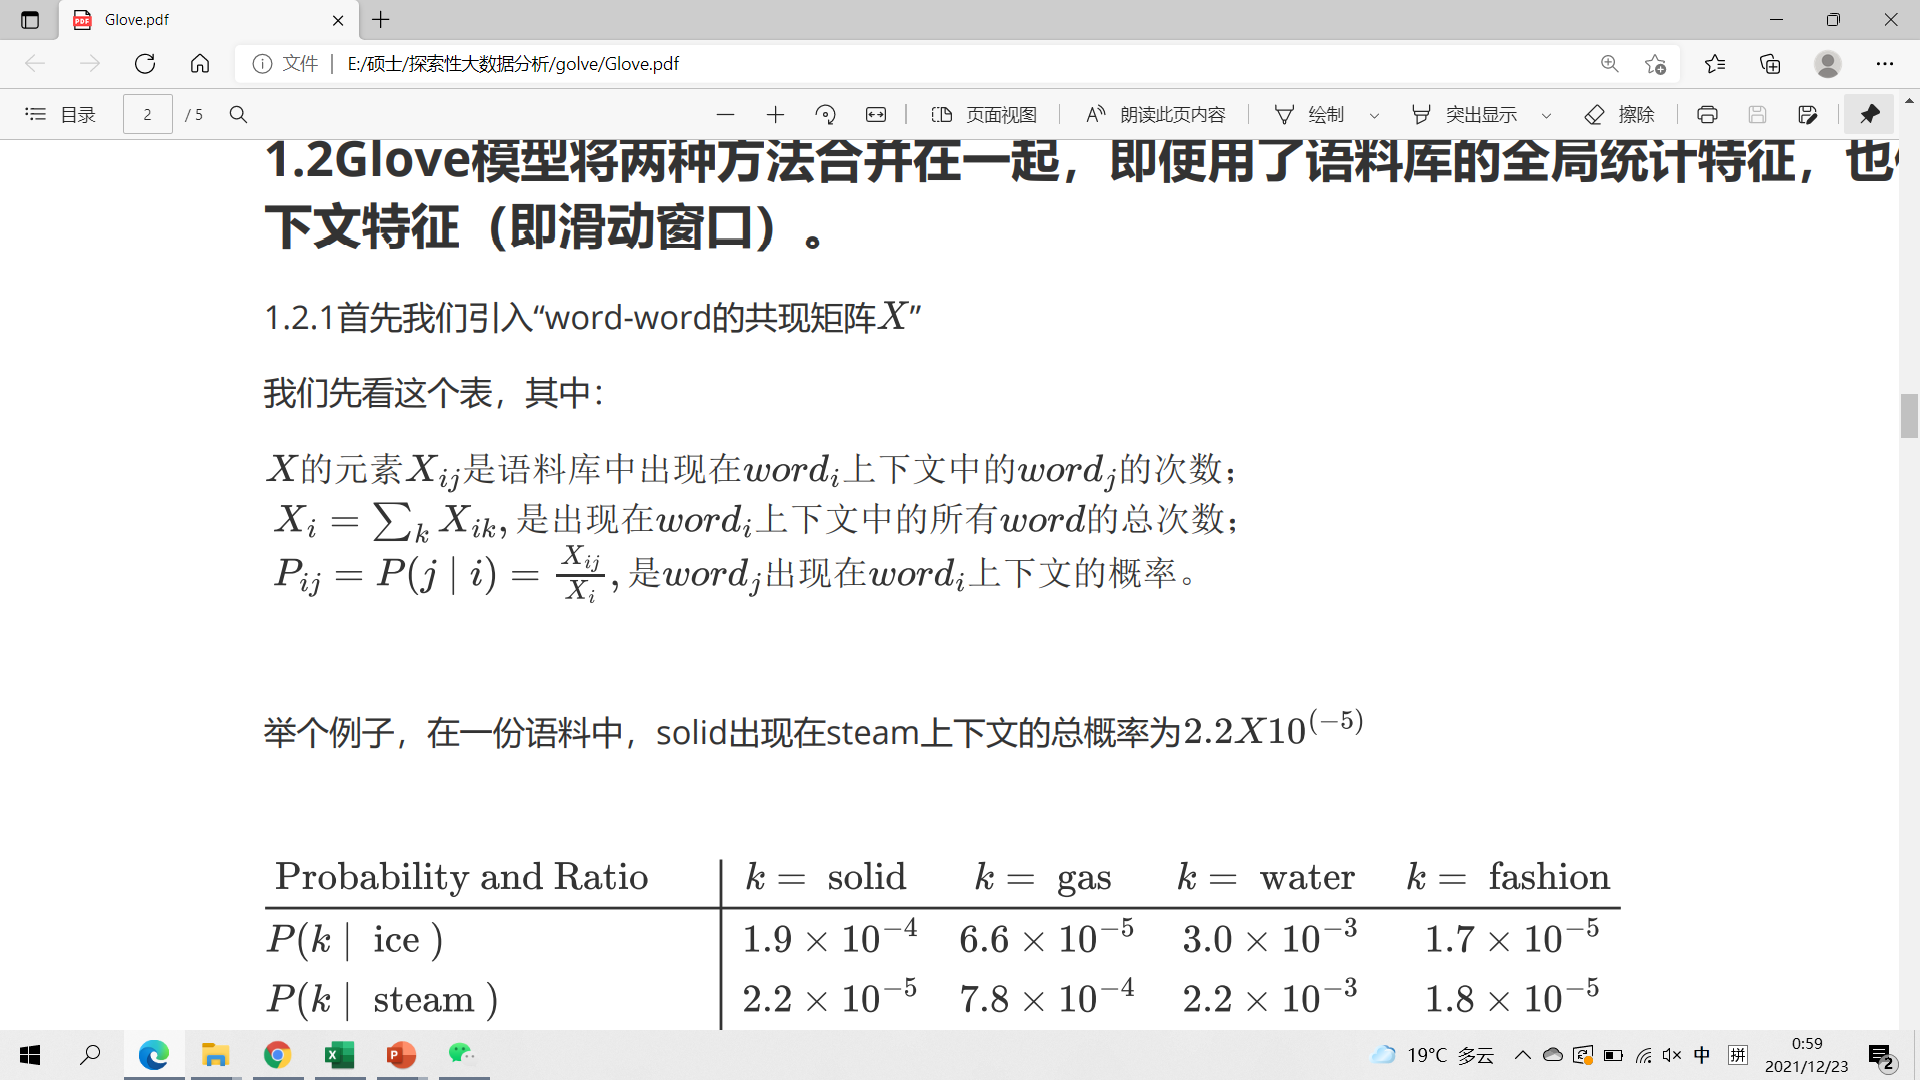 Glove.pdf
文件 | E:/硕士/探索性大数据分析/golve/Glove.pdf
目录 2 / 5 页面视图 朗读此页内容 绘制 突出显示 擦除
1.2Glove模型将两种方法合并在一起，即使用了语料库的全局统计特征，也
下文特征（即滑动窗口）。
1.2.1首先我们引入“word-word的共现矩阵X”
我们先看这个表，其中：
X的元素X_{ij}是语料库中出现在word_i上下文中的word_j的次数；
X_i = ∑_k X_{ik}, 是出现在word_i上下文中的所有word的总次数；
P_{ij} = P(j | i) = \frac{X_{ij}}{X_i}, 是word_j出现在word_i上下文的概率。
举个例子，在一份语料中，solid出现在steam上下文的总概率为2.2X10^{(−5)}
Probability and Ratio k = solid k = gas k = water k = fashion
P(k | ice ) 1.9 × 10^{−4} 6.6 × 10^{−5} 3.0 × 10^{−3} 1.7 × 10^{−5}
P(k | steam ) 2.2 × 10^{−5} 7.8 × 10^{−4} 2.2 × 10^{−3} 1.8 × 10^{−5}
19°C 多云 中 拼 0:59
2021/12/23 2